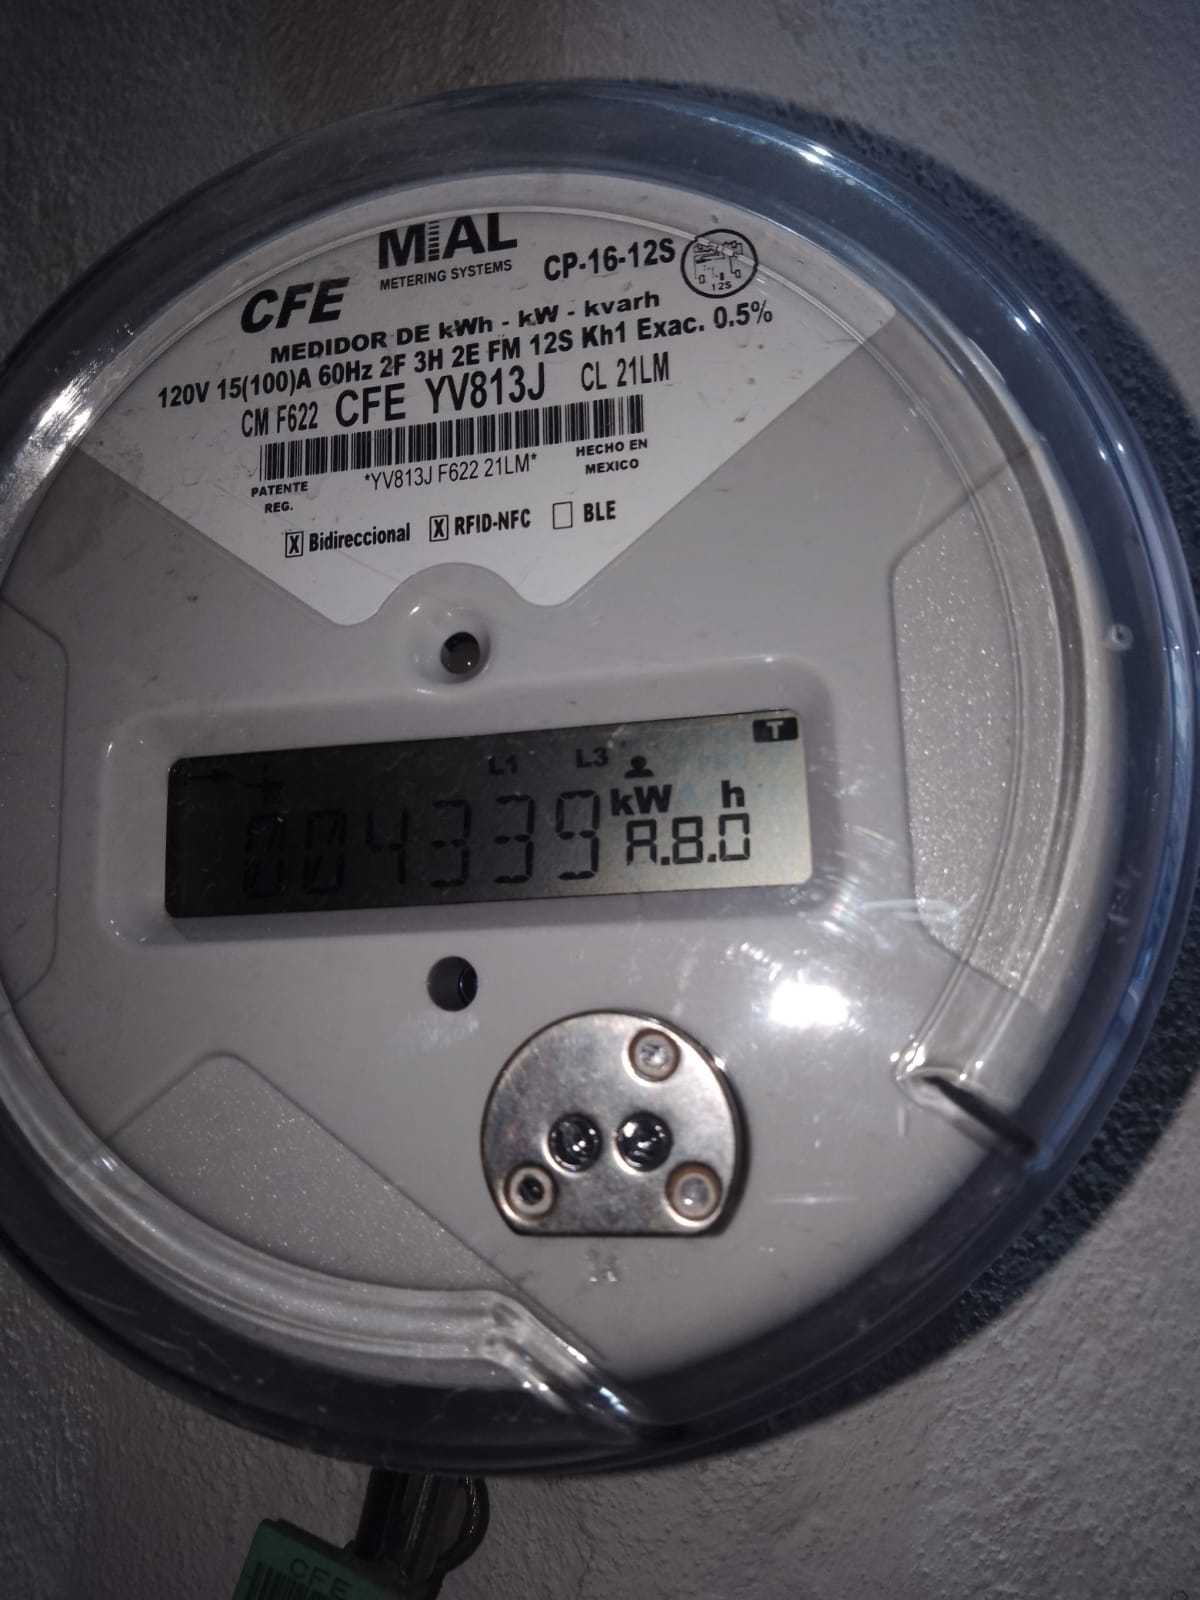 MIAL
METERING SYSTEMS
CFE
CP-16-12S
12S
MEDIDOR DE kWh - kW - kvarh
120V 15(100)A 60Hz 2F 3H 2E FM 12S Kh1 Exac. 0.5%
CM F622 CFE YV813J CL 21LM
*YV813J F622 21LM*
PATENTE
REG.
HECHO EN
MEXICO
X Bidireccional X RFID-NFC BLE
T
L1 L3
kW h
004339 A.8.0
CFE